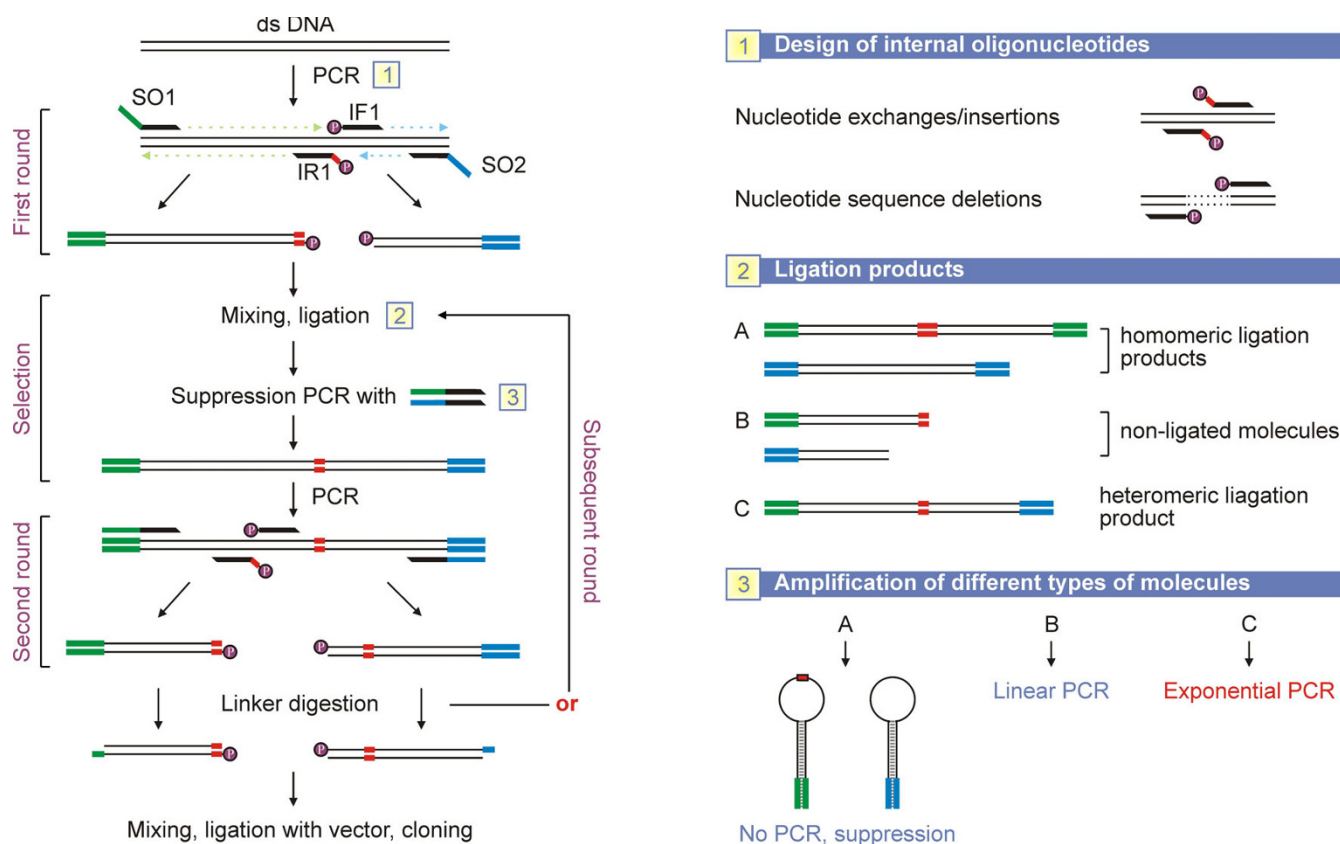 ds DNA
PCR 1
SO1
IF1
IR1
SO2
P
P
First round
P
P
Mixing, ligation 2
Selection
Suppression PCR with 3
Subsequent round
PCR
Second round
P
P
P
P
Linker digestion
or
P
P
Mixing, ligation with vector, cloning
1 Design of internal oligonucleotides
Nucleotide exchanges/insertions
P
P
Nucleotide sequence deletions
P
P
2 Ligation products
A
homomeric ligation
products
B
non-ligated molecules
C
heteromeric liagation
product
3 Amplification of different types of molecules
A B C
Linear PCR
Exponential PCR
No PCR, suppression